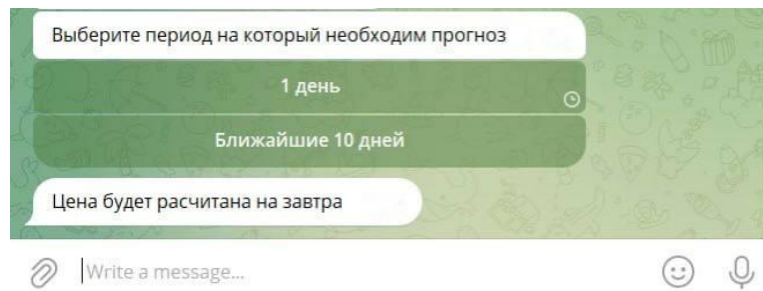 Выберите период на который необходим прогноз
1 день
Ближайшие 10 дней
Цена будет расчитана на завтра
Write a message...